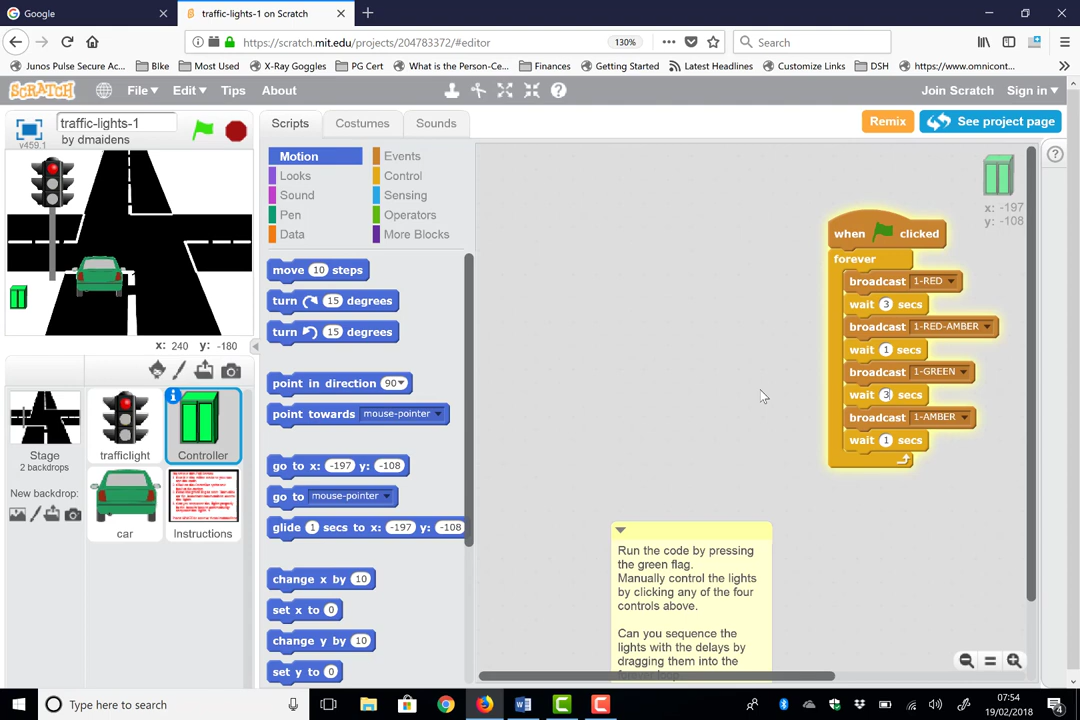 Google
traffic-lights-1 on Scratch
https://scratch.mit.edu/projects/204783372/#editor
130%
Search
Junos Pulse Secure Ac...
BIke
Most Used
X-Ray Goggles
PG Cert
What is the Person-Ce...
Finances
Getting Started
Latest Headlines
Customize Links
DSH
https://www.omnicont...
SCRATCH
File
Edit
Tips
About
Join Scratch
Sign in
v459.1
traffic-lights-1
by dmaidens
Scripts
Costumes
Sounds
Remix
See project page
Motion
Looks
Sound
Pen
Data
Events
Control
Sensing
Operators
More Blocks
move 10 steps
turn 15 degrees
turn 15 degrees
point in direction 90
point towards mouse-pointer
go to x: -197 y: -108
go to mouse-pointer
glide 1 secs to x: -197 y: -108
change x by 10
set x to 0
change y by 10
set y to 0
x: -197
y: -108
when clicked
forever
broadcast 1-RED
wait 3 secs
broadcast 1-RED-AMBER
wait 1 secs
broadcast 1-GREEN
wait 3 secs
broadcast 1-AMBER
wait 1 secs
Run the code by pressing
the green flag.
Manually control the lights
by clicking any of the four
controls above.
Can you sequence the
lights with the delays by
dragging them into the
forever loop
x: 240 y: -180
Stage
2 backdrops
New backdrop:
trafficlight
Controller
car
Instructions
Type here to search
07:54
19/02/2018
4